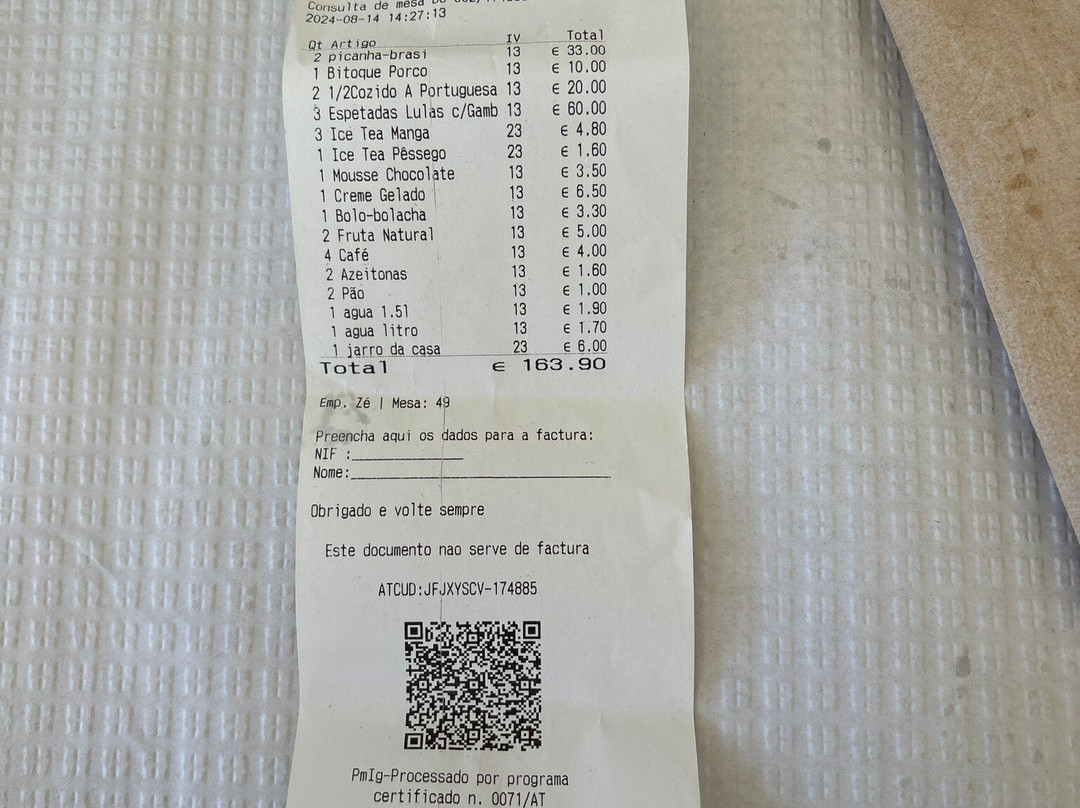 Consulta de mesa
2024-08-14 14:27:13
Qt Artigo IV Total
2 picanha-brasi 13 € 33.00
1 Bitoque Porco 13 € 10.00
2 1/2Cozido A Portuguesa 13 € 20.00
3 Espetadas Lulas c/Gamb 13 € 60.00
3 Ice Tea Manga 23 € 4.80
1 Ice Tea Pêssego 23 € 1.60
1 Mousse Chocolate 13 € 3.50
1 Creme Gelado 13 € 6.50
1 Bolo-bolacha 13 € 3.30
2 Fruta Natural 13 € 5.00
4 Café 13 € 4.00
2 Azeitonas 13 € 1.60
2 Pão 13 € 1.00
1 agua 1.5l 13 € 1.90
1 agua litro 13 € 1.70
1 jarro da casa 23 € 6.00
Total € 163.90
Emp. Zé | Mesa: 49
Preencha aqui os dados para a factura:
NIF :
Nome:
Obrigado e volte sempre
Este documento nao serve de factura
ATCUD:JFJXYSCV-174885
PmIg-Processado por programa
certificado n. 0071/AT